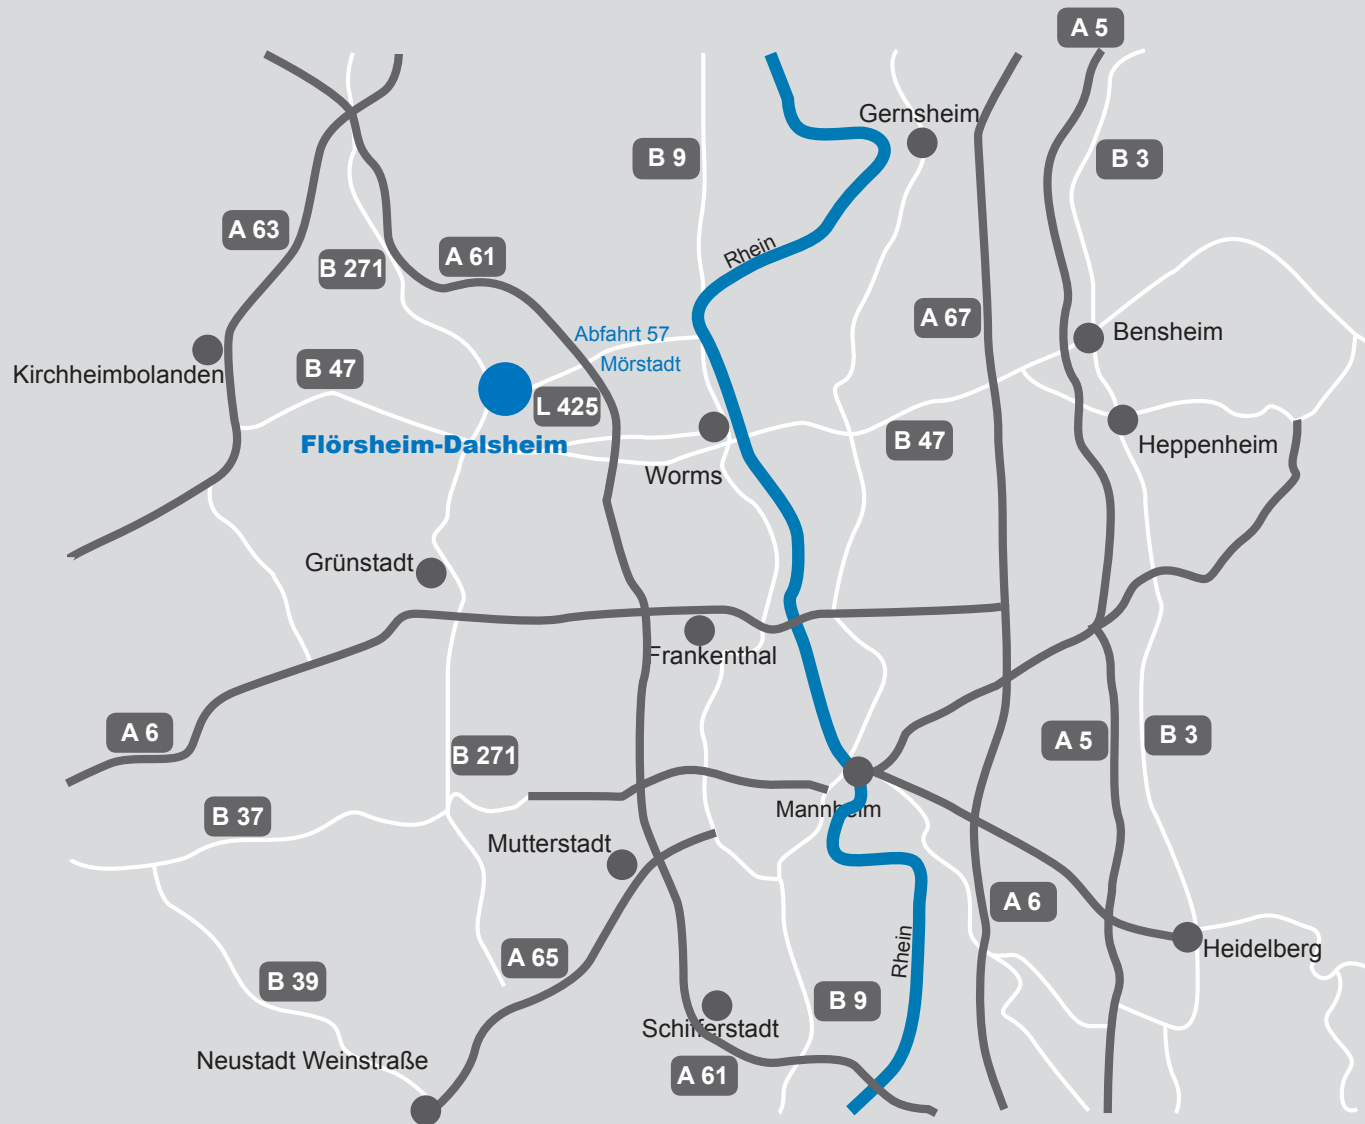 A 5
Gernsheim
B 9
B 3
A 63
Rhein
B 271
A 61
A 67
Abfahrt 57
Bensheim
Mörstadt
Kirchheimbolanden
B 47
L 425
Flörsheim-Dalsheim
B 47
Heppenheim
Worms
Grünstadt
Frankenthal
A 6
A 5
B 3
B 271
Mannheim
B 37
Mutterstadt
A 6
Rhein
Heidelberg
A 65
B 39
B 9
Schifferstadt
Neustadt Weinstraße
A 61